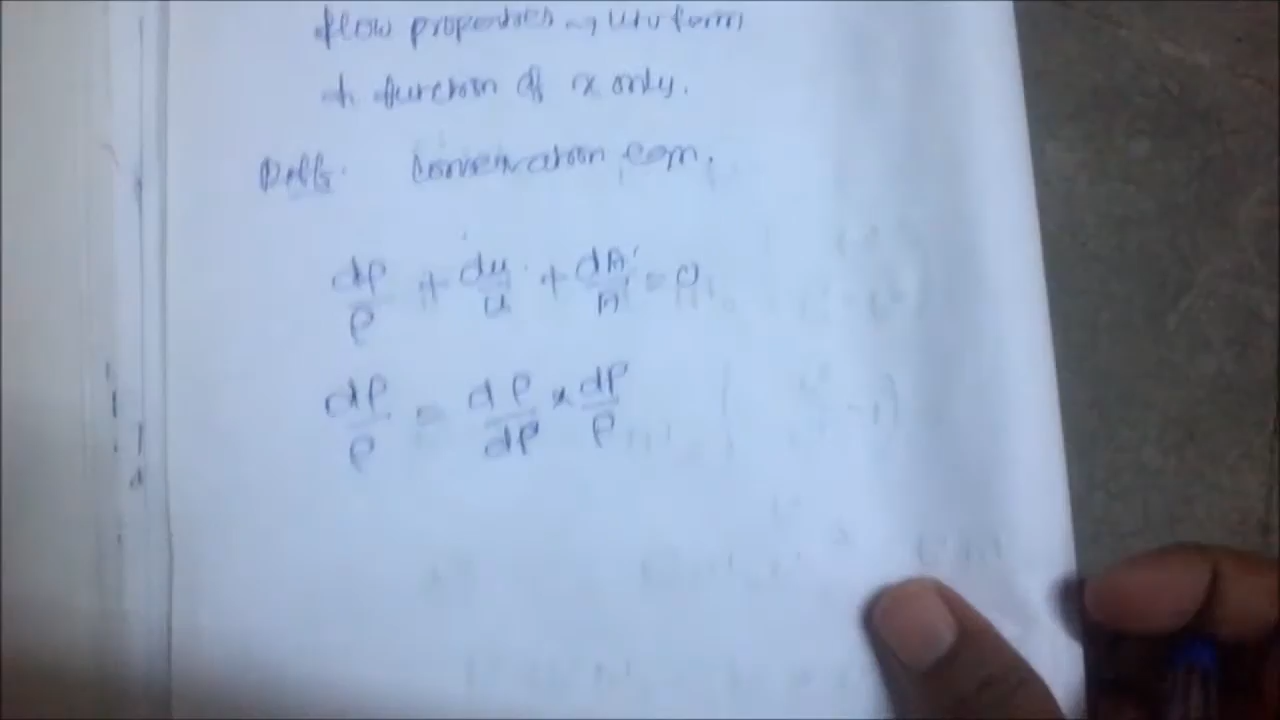 flow properties → uniform
& function of x only.
Diff. Conservation eqn.
dρ/ρ + du/u + dA/A = 0
dρ/ρ = dρ/dP × dP/ρ